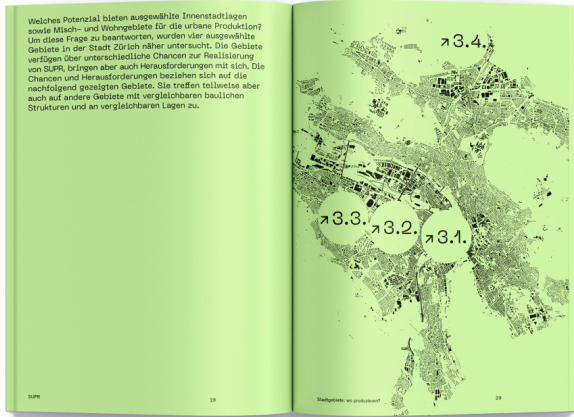 Welches Potenzial bieten ausgewählte Innenstadtlagen
sowie Misch- und Wohngebiete für die urbane Produktion?
Um diese Frage zu beantworten, wurden vier ausgewählte
Gebiete in der Stadt Zürich näher untersucht. Die Gebiete
verfügen über unterschiedliche Chancen zur Realisierung
von SUPR, bringen aber auch Herausforderungen mit sich. Die
Chancen und Herausforderungen beziehen sich auf die
nachfolgend gezeigten Gebiete. Sie treffen teilweise aber
auch auf andere Gebiete mit vergleichbaren baulichen
Strukturen und an vergleichbaren Lagen zu.
SUPR
28
↗3.4.
↗3.3.
↗3.2.
↗3.1.
Stadtgebiete: wo produzieren?
29